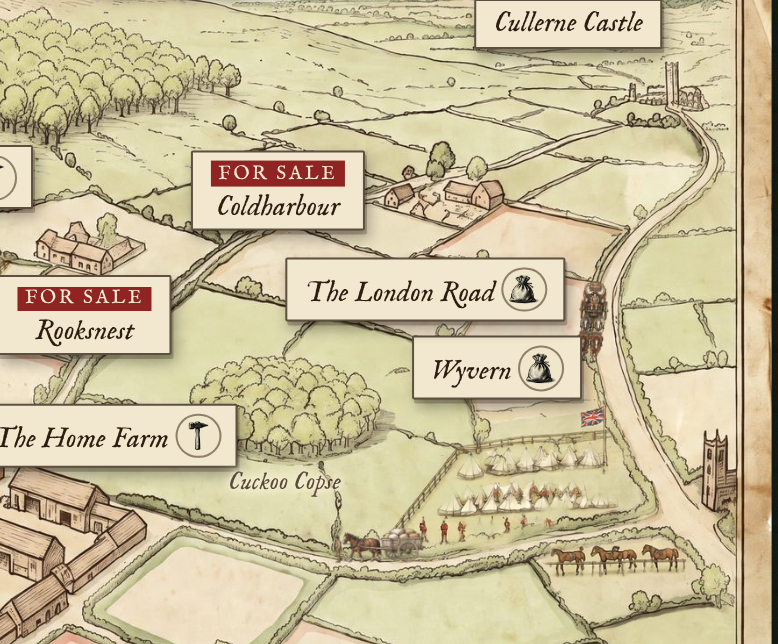 Cullerne Castle
FOR SALE
Coldharbour
The London Road
FOR SALE
Rooksnest
Wyvern
The Home Farm
Cuckoo Copse